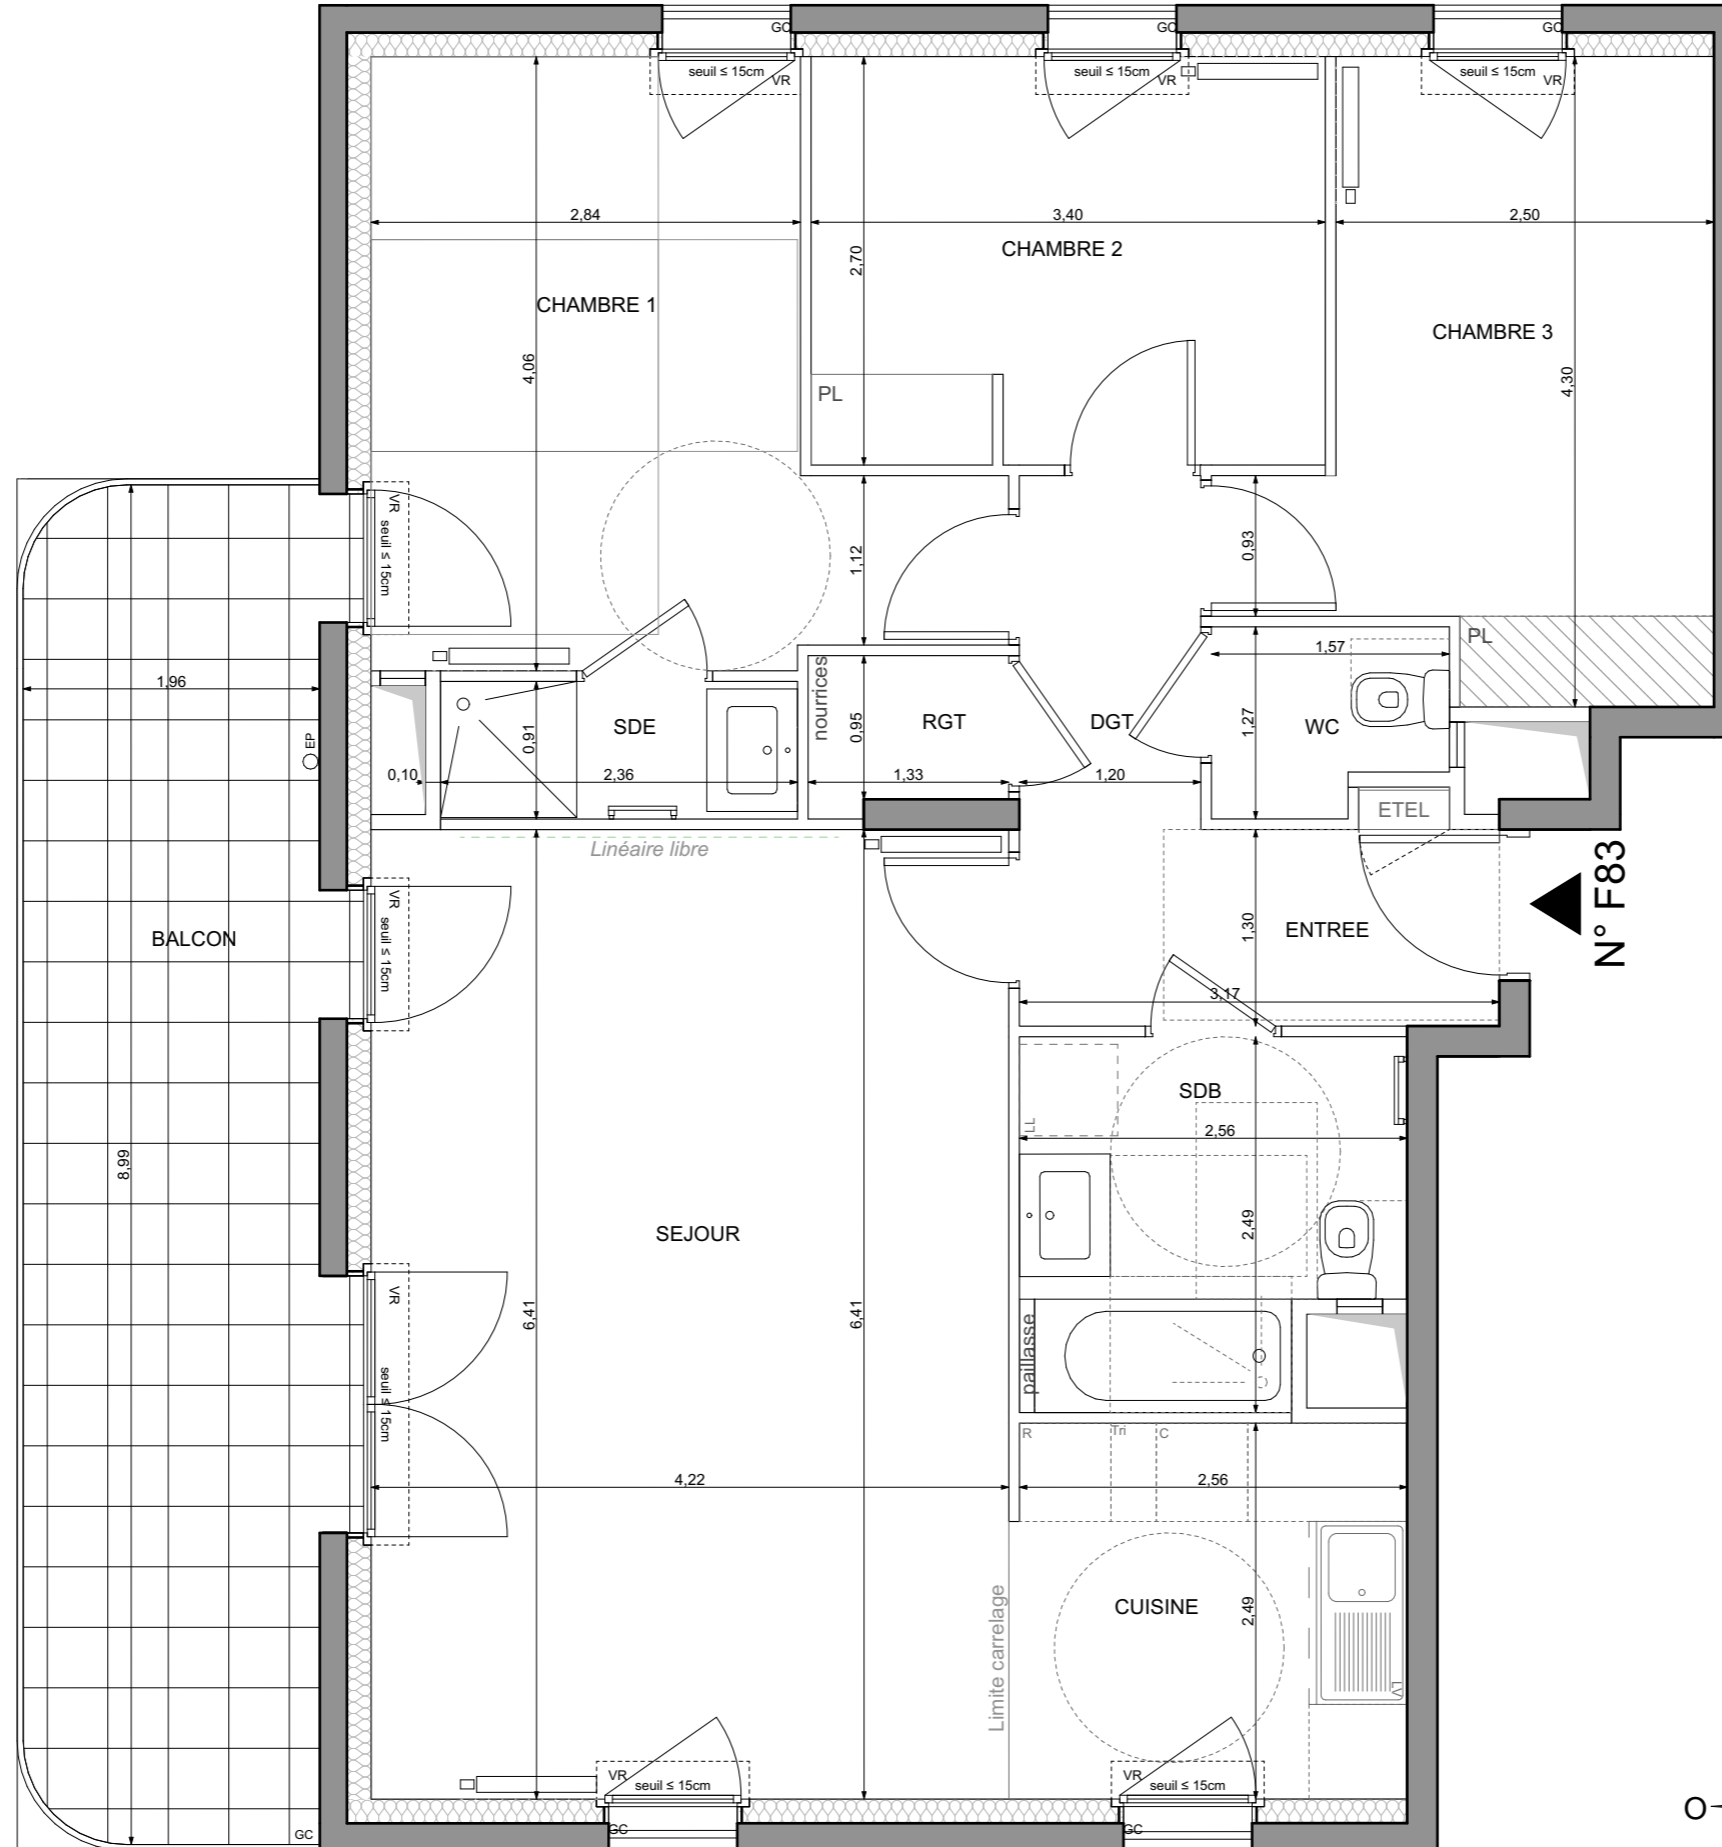 GC
GC
GC
seuil ≤ 15cm
VR
seuil ≤ 15cm
VR
seuil ≤ 15cm
VR
2,84
3,40
2,50
CHAMBRE 2
2,70
CHAMBRE 1
CHAMBRE 3
4,06
4,30
PL
VR
seuil ≤ 15cm
1,12
0,93
PL
1,57
1,96
nourrices
SDE
RGT
DGT
WC
0,91
0,95
1,27
EP
0,10
2,36
1,33
1,20
ETEL
Linéaire libre
N° F83
VR
seuil ≤ 15cm
BALCON
1,30
ENTREE
3,17
SDB
LL
2,56
8,99
2,49
SEJOUR
VR
seuil ≤ 15cm
6,41
6,41
paillasse
R
Tri
C
4,22
2,56
Limite carrelage
CUISINE
2,49
LV
VR
seuil ≤ 15cm
VR
seuil ≤ 15cm
GC
GC
GC
O